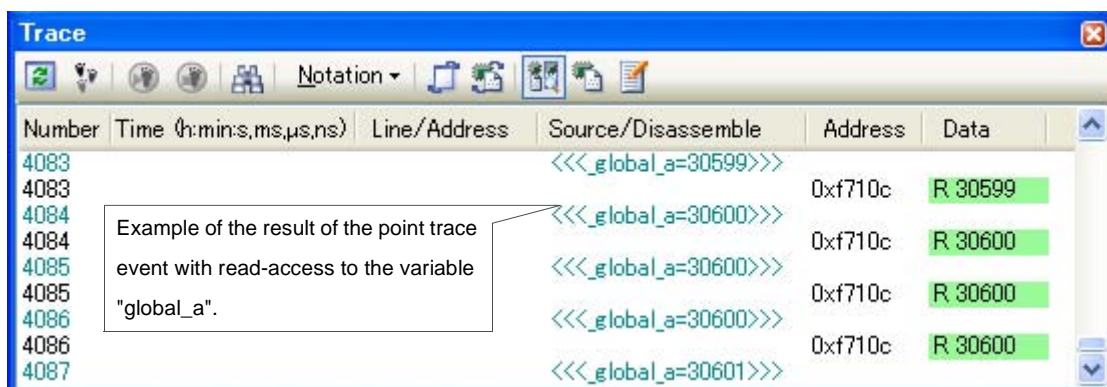 Trace
Notation
Number Time (h:min:s,ms,μs,ns) Line/Address Source/Disassemble Address Data
4083 <<<_global_a=30599>>>
4083 0xf710c R 30599
4084 <<<_global_a=30600>>>
4084 0xf710c R 30600
4085 <<<_global_a=30600>>>
4085 0xf710c R 30600
4086 <<<_global_a=30600>>>
4086 0xf710c R 30600
4087 <<<_global_a=30601>>>
Example of the result of the point trace
event with read-access to the variable
"global_a".